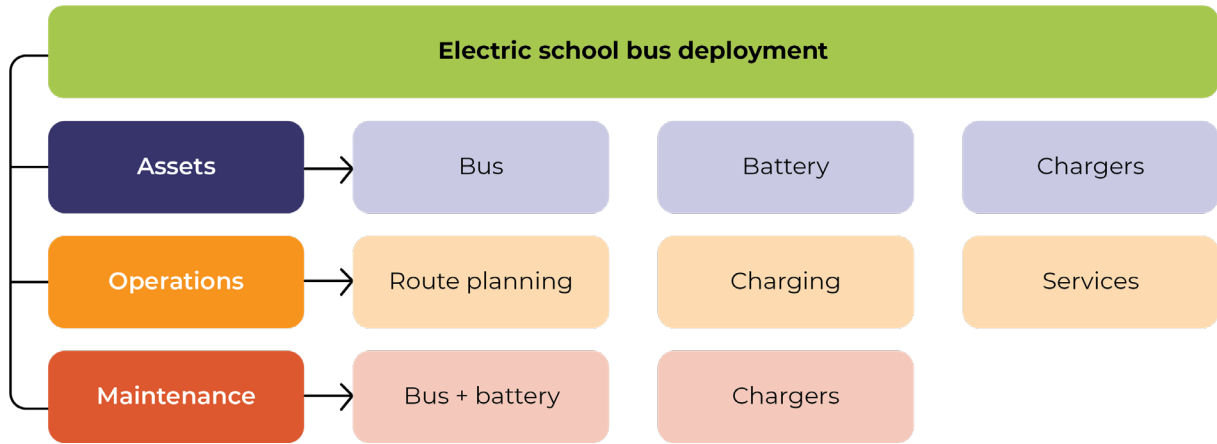 Electric school bus deployment
Assets
Bus
Battery
Chargers
Operations
Route planning
Charging
Services
Maintenance
Bus + battery
Chargers